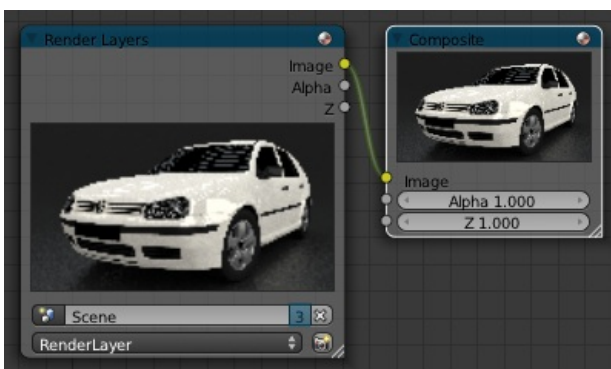 Render Layers
Image
Alpha
Z
Scene
3
RenderLayer
Composite
Image
Alpha 1.000
Z 1.000